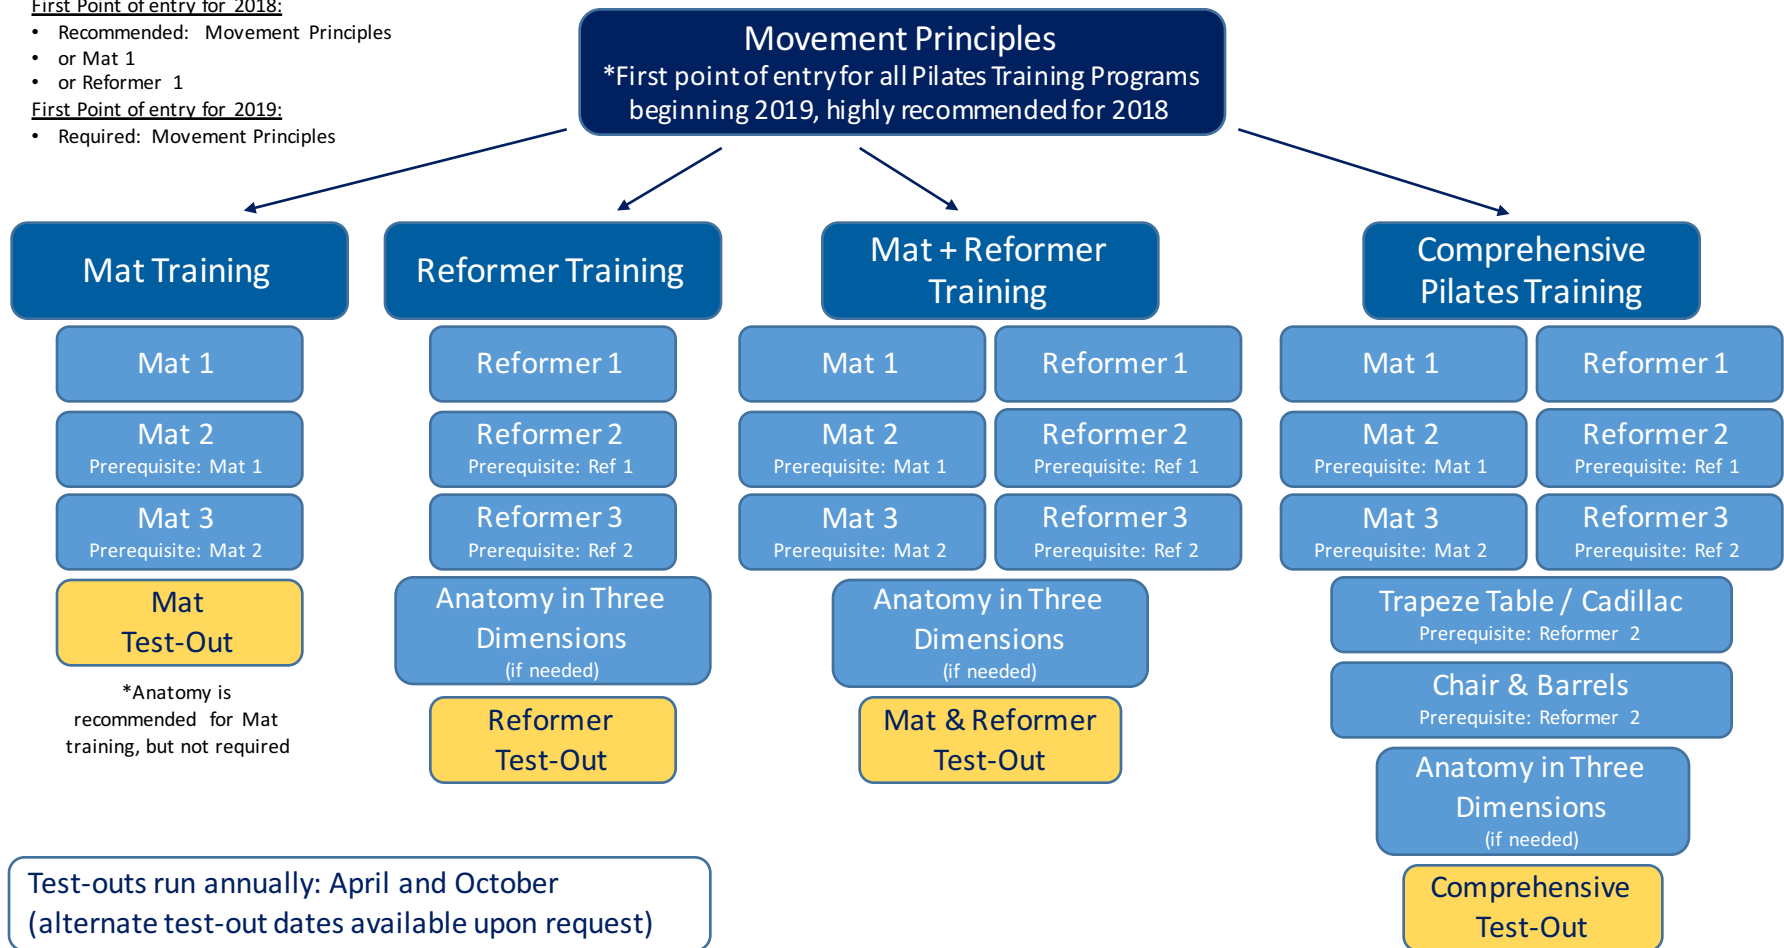 First Point of entry for 2018:
• Recommended: Movement Principles
• or Mat 1
• or Reformer 1
First Point of entry for 2019:
• Required: Movement Principles
Movement Principles
*First point of entry for all Pilates Training Programs
beginning 2019, highly recommended for 2018
Mat Training
Mat 1
Mat 2
Prerequisite: Mat 1
Mat 3
Prerequisite: Mat 2
Mat
Test-Out
*Anatomy is
recommended for Mat
training, but not required
Reformer Training
Reformer 1
Reformer 2
Prerequisite: Ref 1
Reformer 3
Prerequisite: Ref 2
Anatomy in Three
Dimensions
(if needed)
Reformer
Test-Out
Mat + Reformer
Training
Mat 1
Reformer 1
Mat 2
Prerequisite: Mat 1
Reformer 2
Prerequisite: Ref 1
Mat 3
Prerequisite: Mat 2
Reformer 3
Prerequisite: Ref 2
Anatomy in Three
Dimensions
(if needed)
Mat & Reformer
Test-Out
Comprehensive
Pilates Training
Mat 1
Reformer 1
Mat 2
Prerequisite: Mat 1
Reformer 2
Prerequisite: Ref 1
Mat 3
Prerequisite: Mat 2
Reformer 3
Prerequisite: Ref 2
Trapeze Table / Cadillac
Prerequisite: Reformer 2
Chair & Barrels
Prerequisite: Reformer 2
Anatomy in Three
Dimensions
(if needed)
Comprehensive
Test-Out
Test-outs run annually: April and October
(alternate test-out dates available upon request)